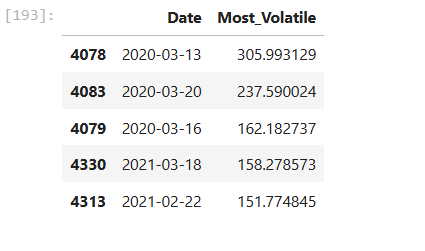 [193]:
Date Most_Volatile
4078 2020-03-13 305.993129
4083 2020-03-20 237.590024
4079 2020-03-16 162.182737
4330 2021-03-18 158.278573
4313 2021-02-22 151.774845